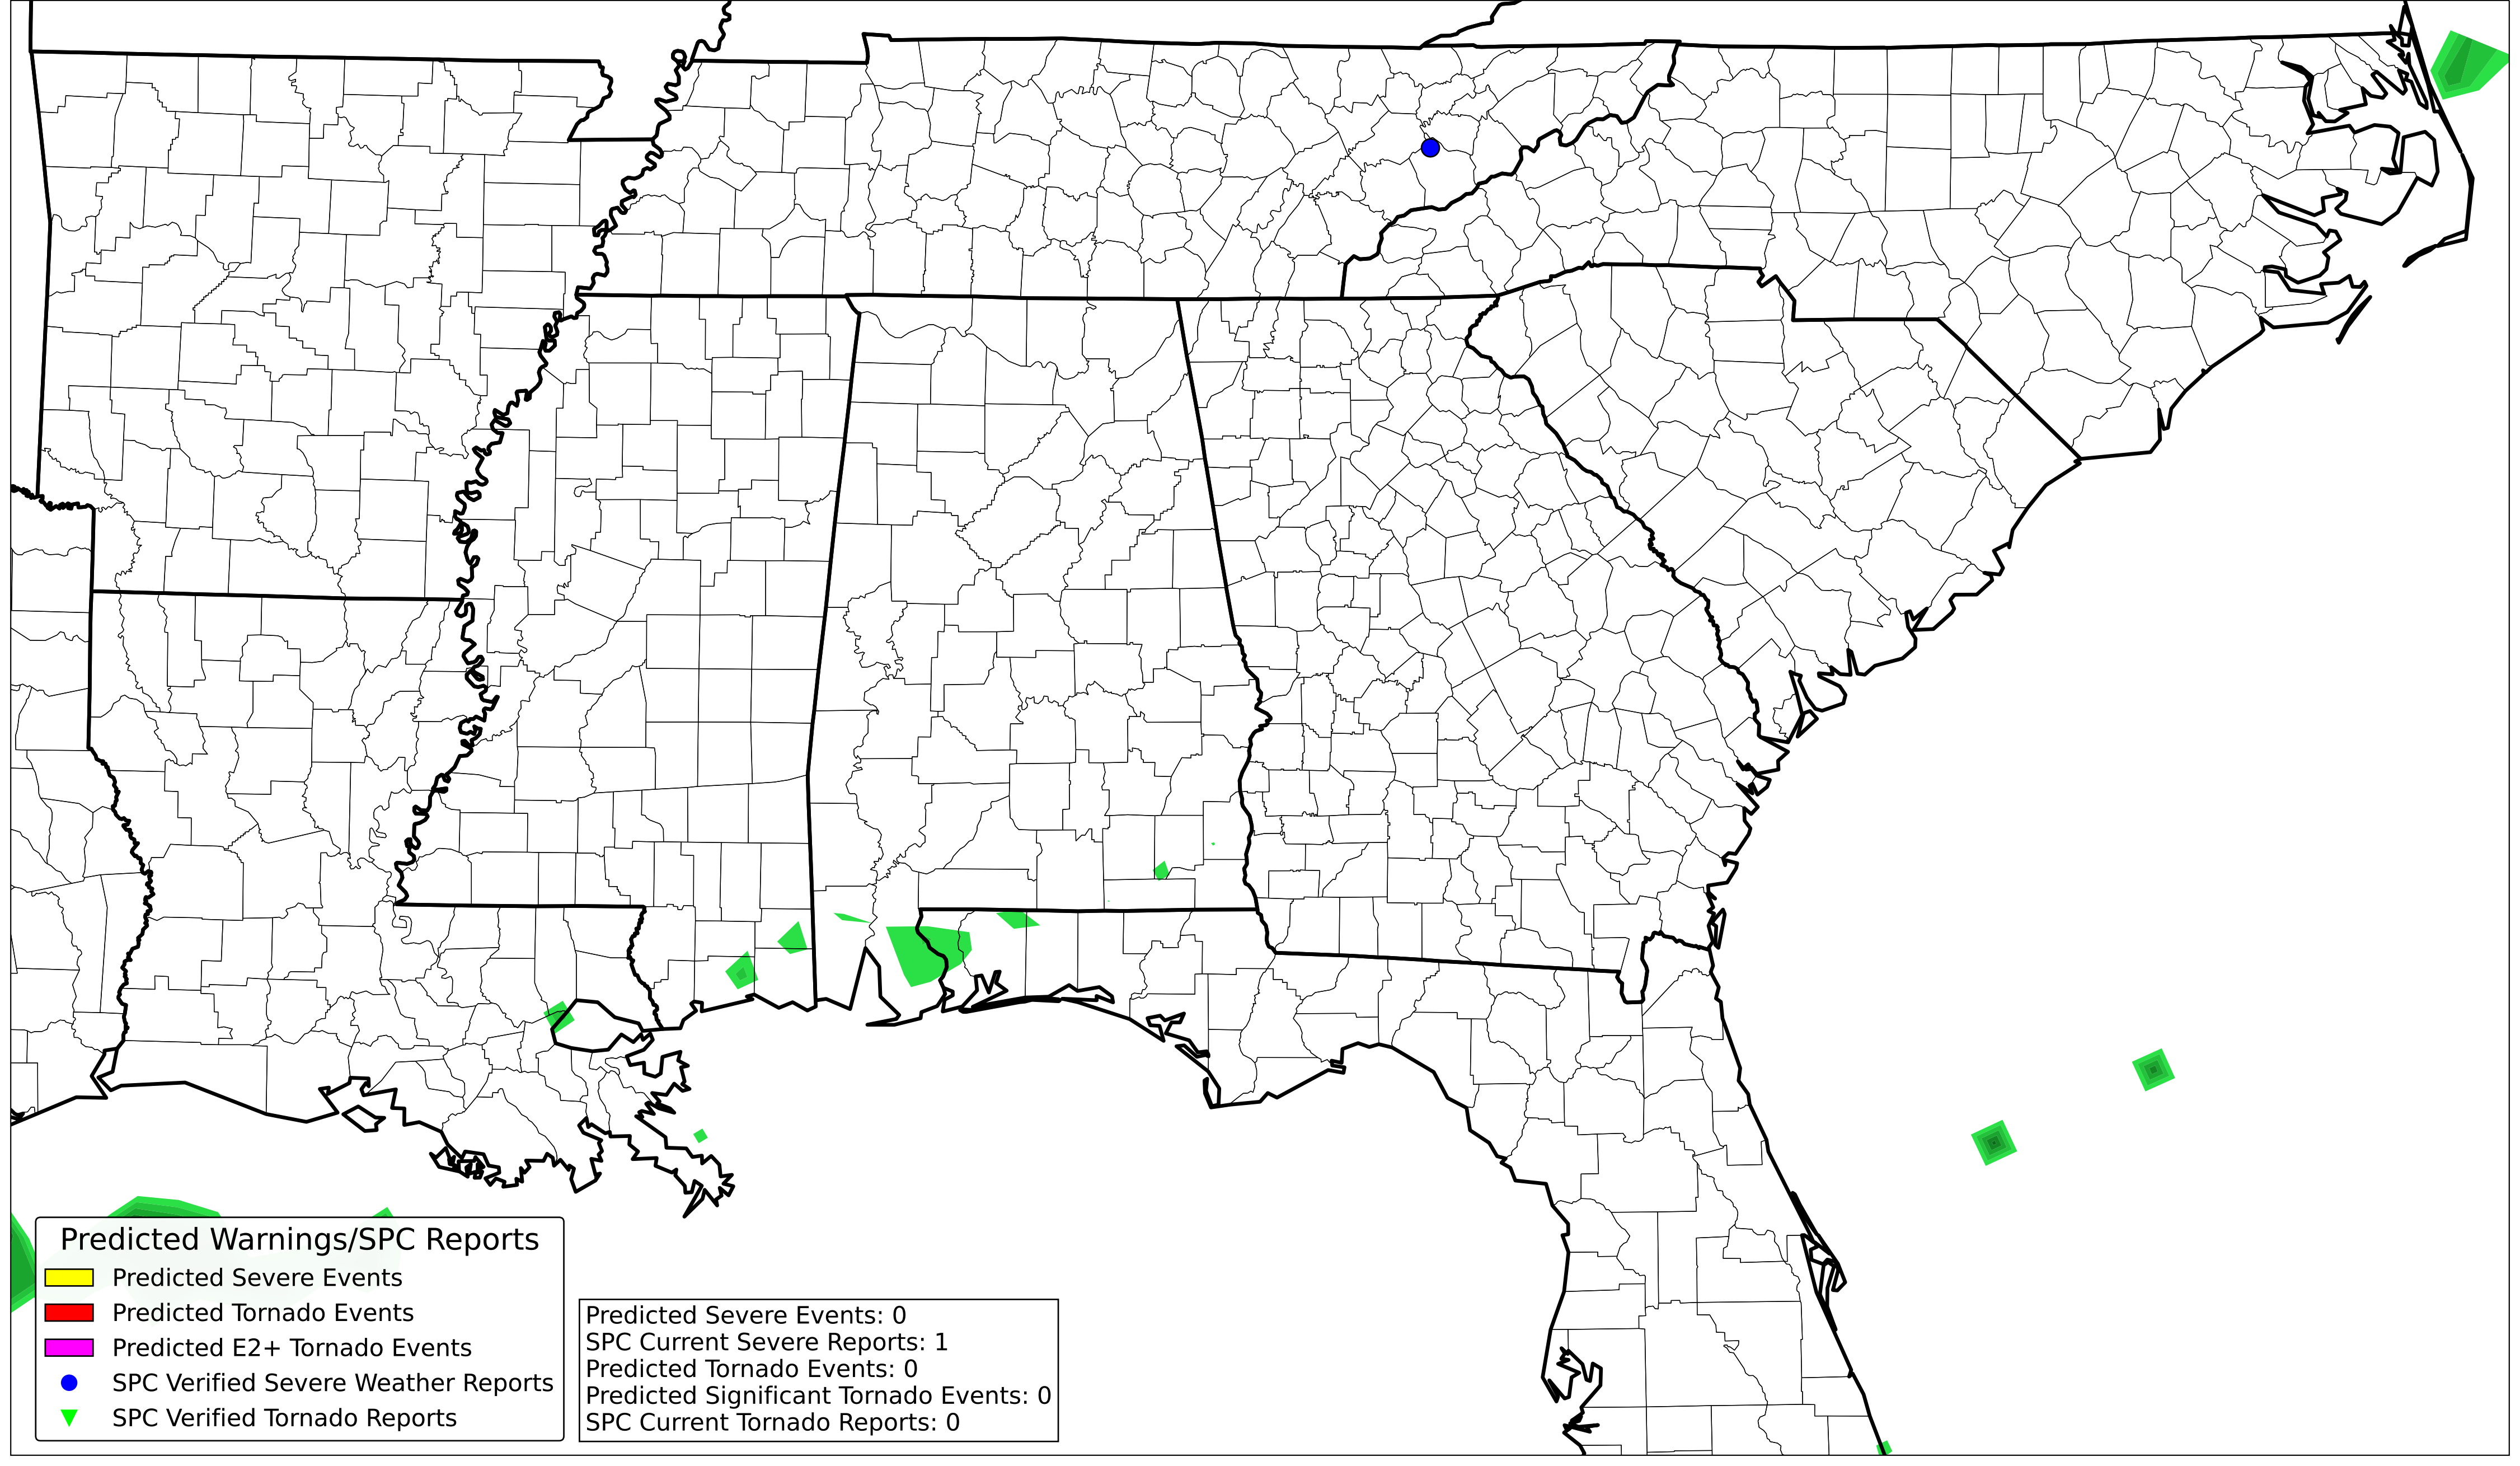 Predicted Warnings/SPC Reports
Predicted Severe Events
Predicted Tornado Events
Predicted E2+ Tornado Events
SPC Verified Severe Weather Reports
SPC Verified Tornado Reports
Predicted Severe Events: 0
SPC Current Severe Reports: 1
Predicted Tornado Events: 0
Predicted Significant Tornado Events: 0
SPC Current Tornado Reports: 0